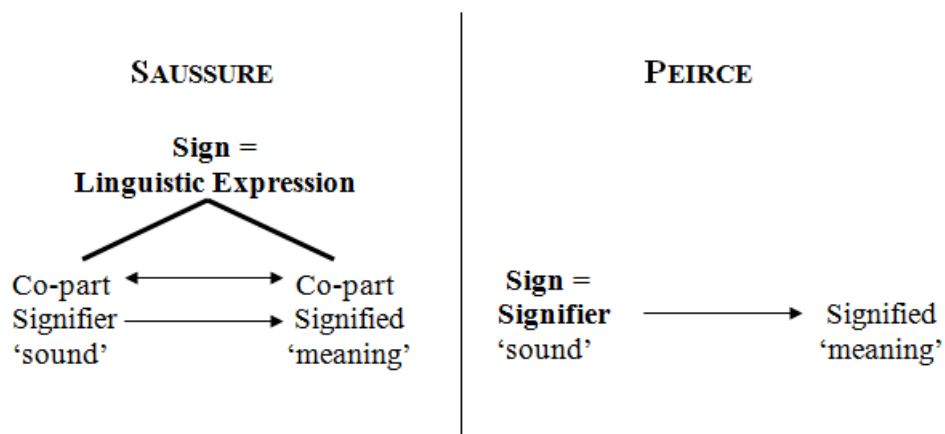 SAUSSURE
Sign =
Linguistic Expression
Co-part
Signifier
‘sound’
Co-part
Signified
‘meaning’
PEIRCE
Sign =
Signifier
‘sound’
Signified
‘meaning’